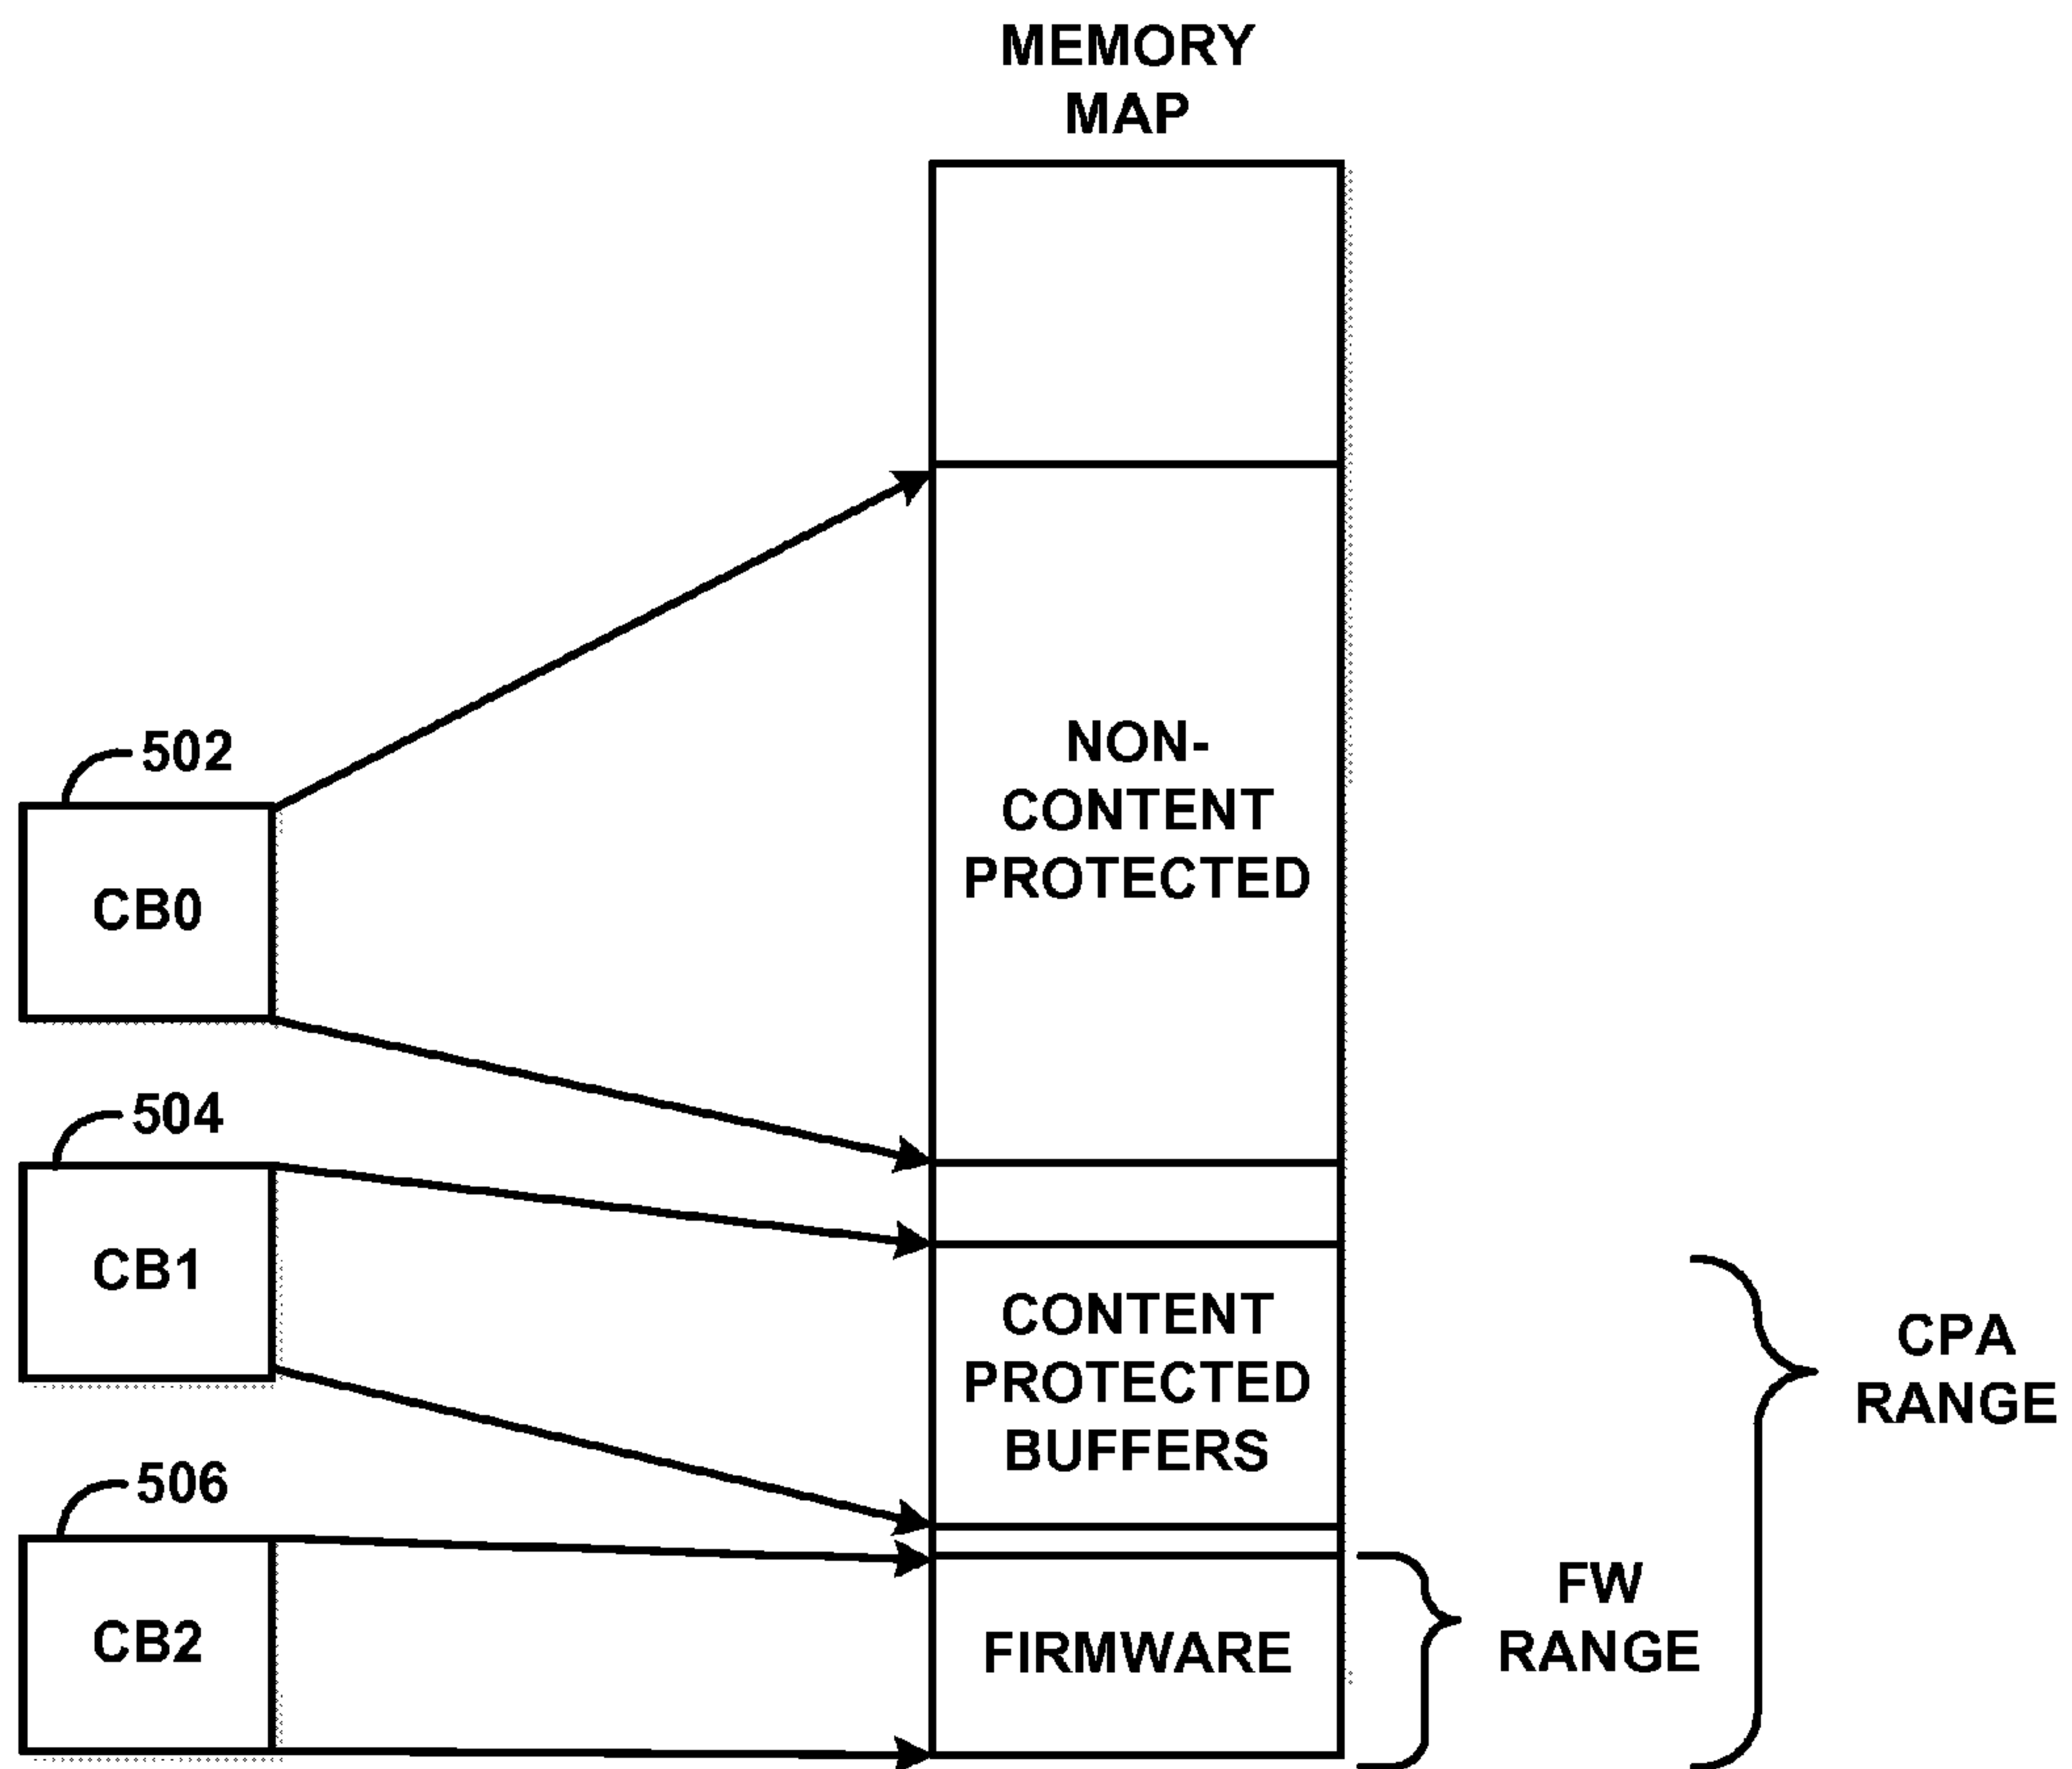 MEMORY
MAP
502
CB0
NON-
CONTENT
PROTECTED
504
CB1
CONTENT
PROTECTED
BUFFERS
CPA
RANGE
506
CB2
FIRMWARE
FW
RANGE